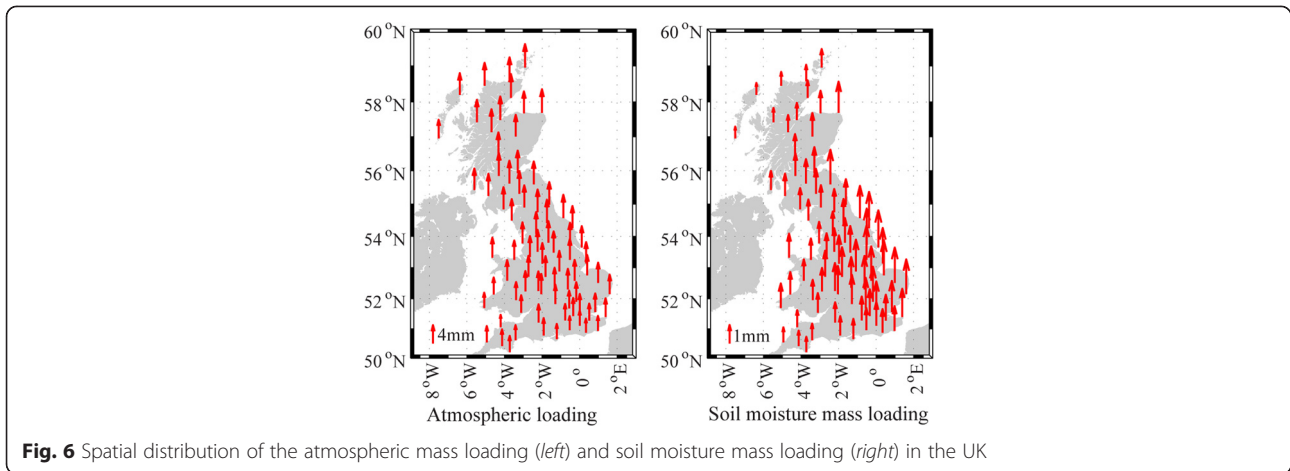 60 °N
58 °N
56 °N
54 °N
52 °N
50 °N
4mm
8 °W
6 °W
4 °W
2 °W
0 °
2 °E
Atmospheric loading
60 °N
58 °N
56 °N
54 °N
52 °N
50 °N
1mm
8 °W
6 °W
4 °W
2 °W
0 °
2 °E
Soil moisture mass loading
Fig. 6 Spatial distribution of the atmospheric mass loading (left) and soil moisture mass loading (right) in the UK